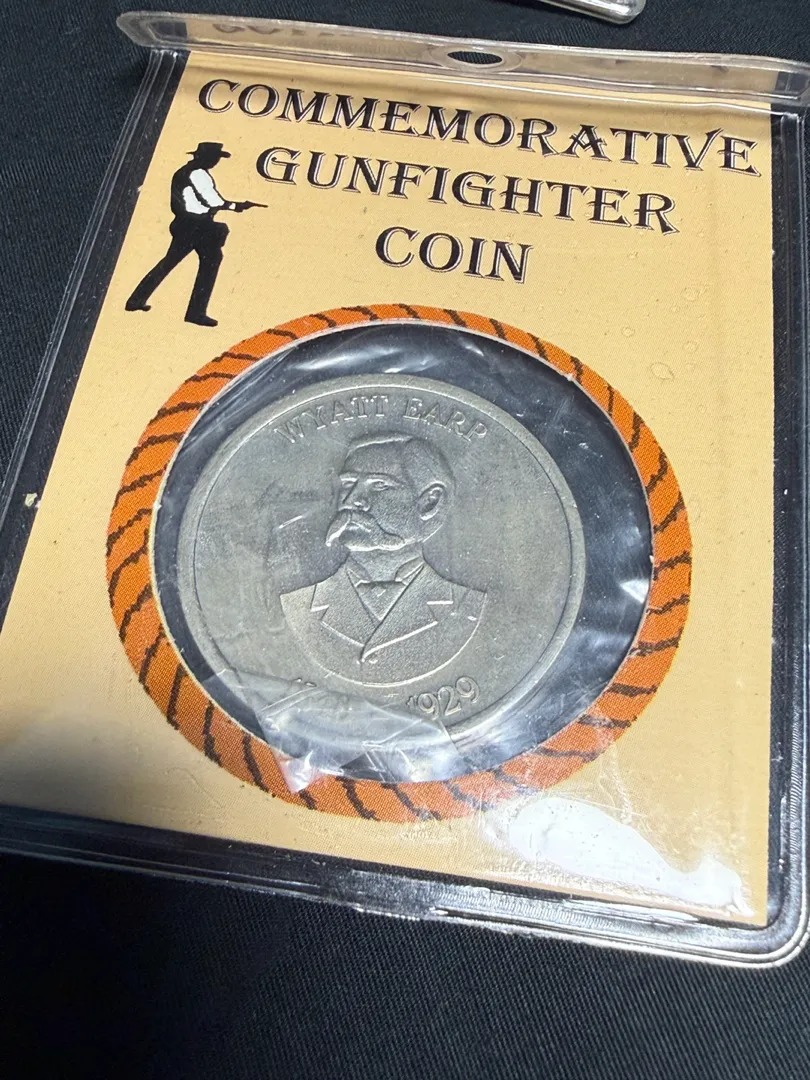 COMMEMORATIVE
GUNFIGHTER
COIN
WYATT EARP
1929